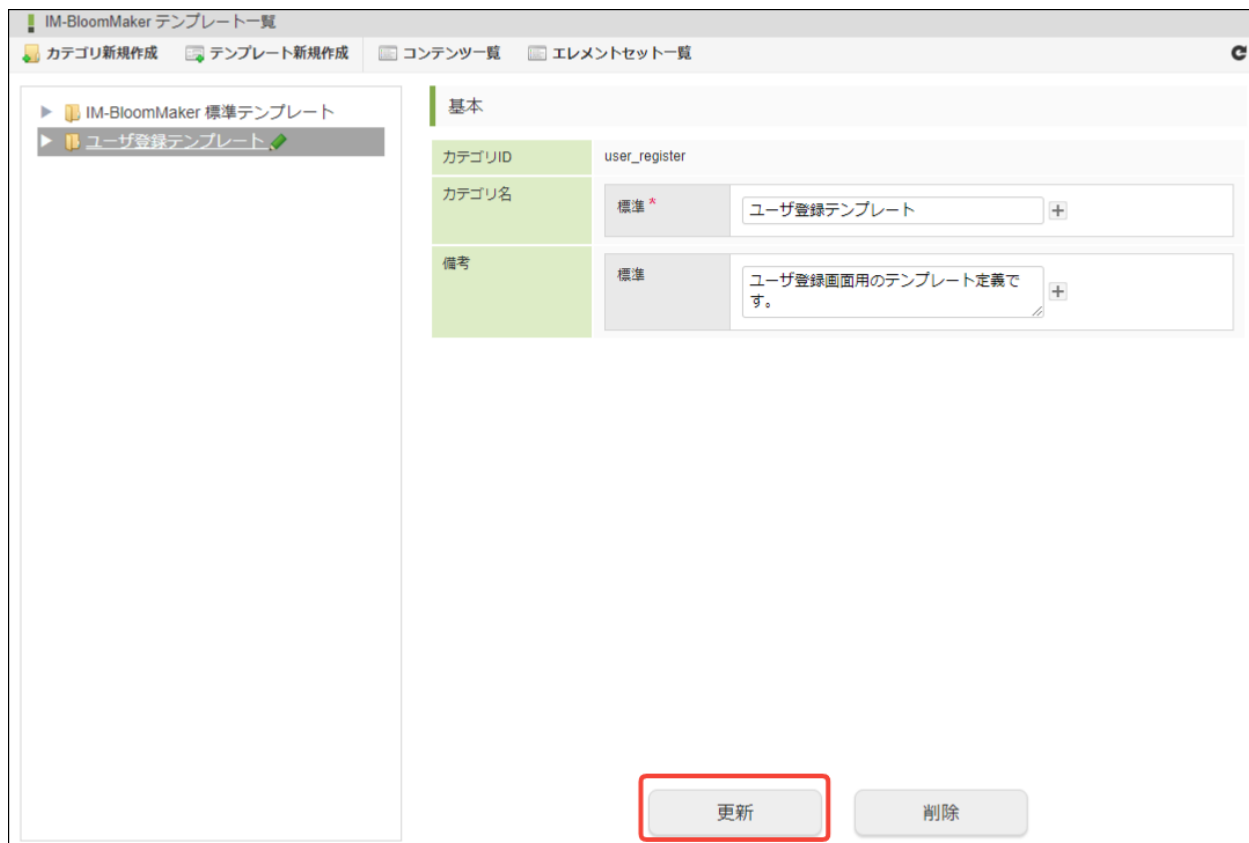 IM-BloomMaker テンプレート一覧
カテゴリ新規作成 テンプレート新規作成 コンテンツ一覧 エレメントセット一覧
IM-BloomMaker 標準テンプレート
ユーザ登録テンプレート
基本
カテゴリID user_register
カテゴリ名 標準 * ユーザ登録テンプレート
備考 標準 ユーザ登録画面用のテンプレート定義で
す。
更新 削除